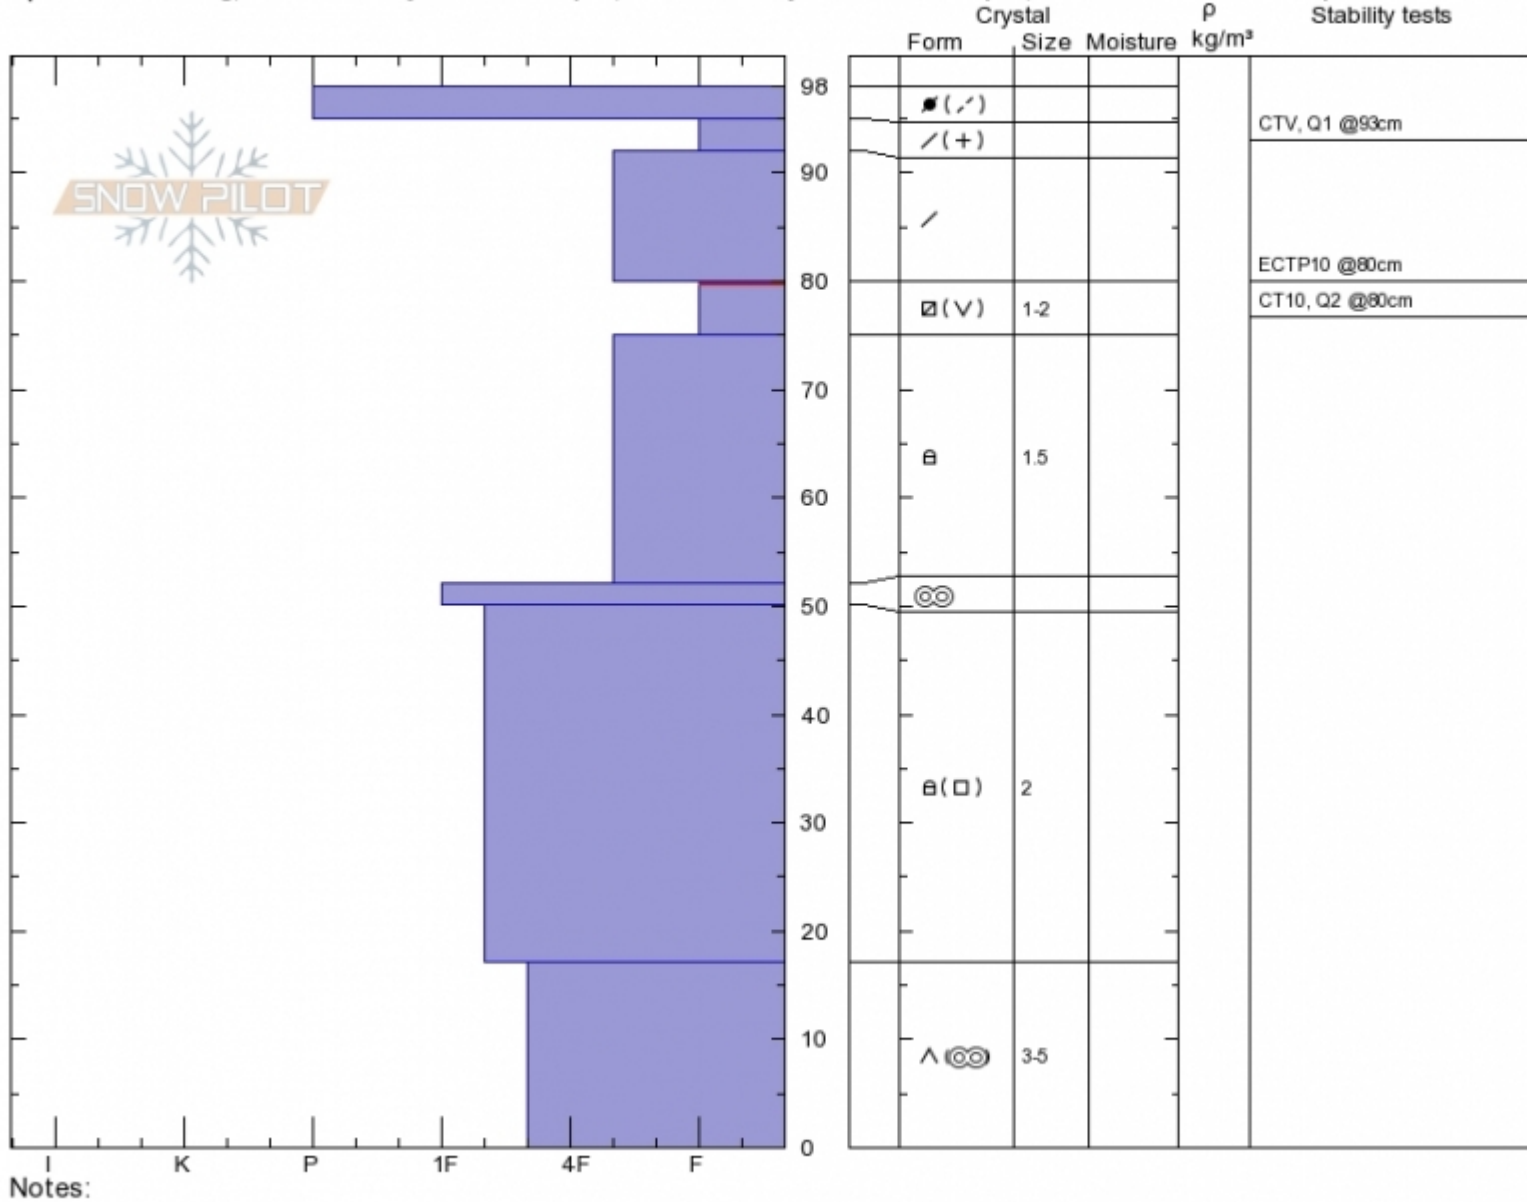 Crystal ρ Stability tests
Form Size Moisture kg/m³
98
(  )
CTV, Q1 @93cm
/ ( + )
90
SNOW PILOT
/
ECTP10 @80cm
80
CT10, Q2 @80cm
( V ) 1-2
70
1.5
60
50
40
( □ ) 2
30
20
10
Λ 3-5
0
I K P 1F 4F F
Notes: